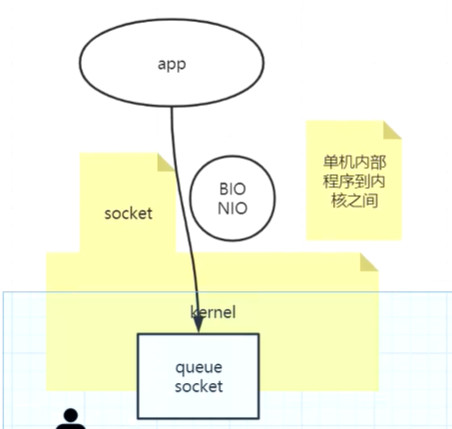 app
BIO
NIO
单机内部
程序到内
核之间
socket
kernel
queue
socket